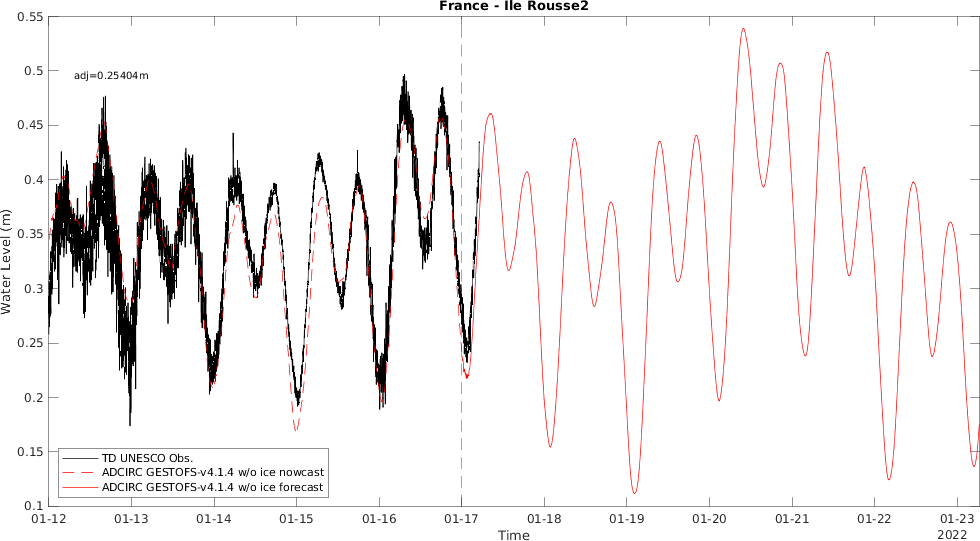 France - Ile Rousse2
0.55
0.5
0.45
0.4
0.35
0.3
0.25
0.2
0.15
0.1
Water Level (m)
adj=0.25404m
TD UNESCO Obs.
ADCIRC GESTOFS-v4.1.4 w/o ice nowcast
ADCIRC GESTOFS-v4.1.4 w/o ice forecast
01-12 01-13 01-14 01-15 01-16 01-17 01-18 01-19 01-20 01-21 01-22 01-23
Time
2022